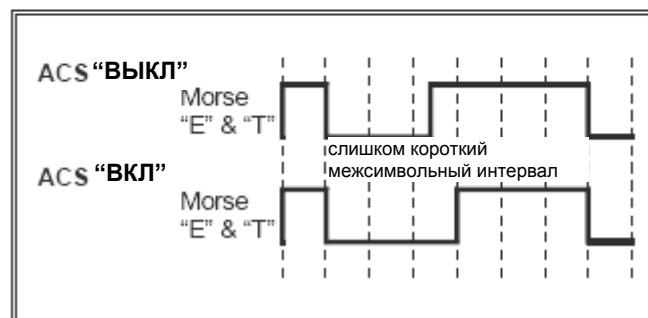 ACS “ВЫКЛ”
Morse
“E” & “T”
слишком короткий
межсимвольный интервал
ACS “ВКЛ”
Morse
“E” & “T”